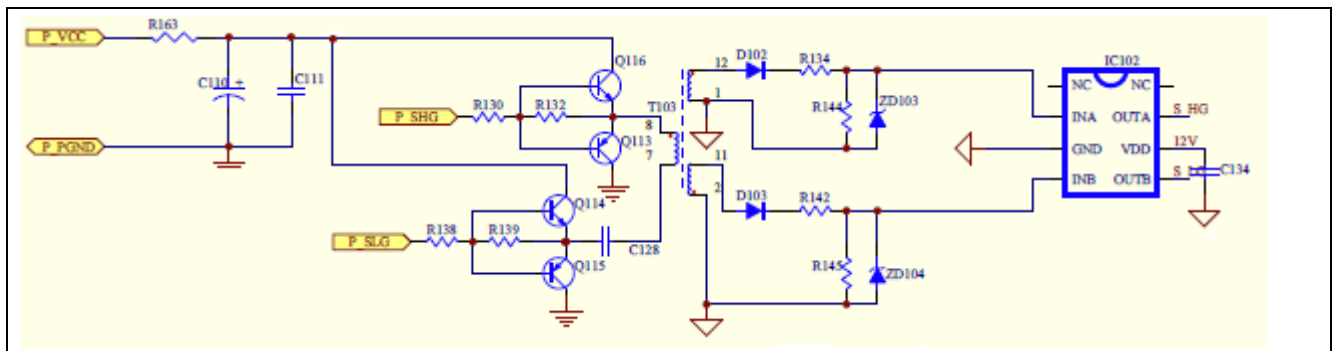 P_VCC
R163
C110
+
C111
P_PGND
Q116
P_SHG
R130
R132
Q113
T103
8
7
Q114
P_SLG
R138
R139
C128
Q115
12
1
D102
R134
R144
ZD103
11
2
D103
R142
R145
ZD104
IC102
NC
NC
INA
OUTA
S_HG
GND
VDD
12V
INB
OUTB
C134